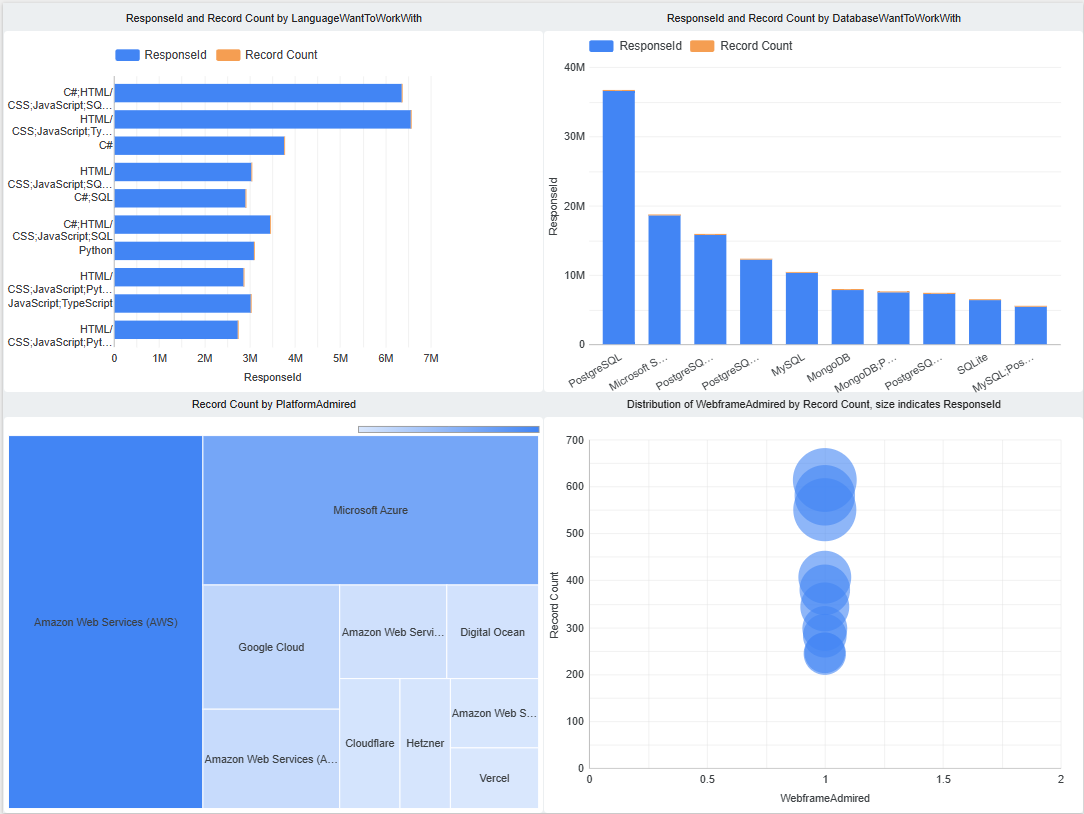 ResponseId and Record Count by LanguageWantToWorkWith
ResponseId
Record Count
C#;HTML/
CSS;JavaScript;SQ...
HTML/
CSS;JavaScript;Ty...
C#
HTML/
CSS;JavaScript;SQ...
C#;SQL
C#;HTML/
CSS;JavaScript;SQL
Python
HTML/
CSS;JavaScript;Pyt...
JavaScript;TypeScript
HTML/
CSS;JavaScript;Pyt...
0 1M 2M 3M 4M 5M 6M 7M
ResponseId
ResponseId and Record Count by DatabaseWantToWorkWith
ResponseId
Record Count
40M
30M
20M
10M
0
ResponseId
PostgreSQL
Microsoft S...
PostgreSQ...
PostgreSQ...
MySQL
MongoDB
MongoDB;P...
PostgreSQ...
SQLite
MySQL;Pos...
Record Count by PlatformAdmired
Amazon Web Services (AWS)
Microsoft Azure
Google Cloud
Amazon Web Servi...
Digital Ocean
Amazon Web Services (A...
Cloudflare
Hetzner
Amazon Web S...
Vercel
Distribution of WebframeAdmired by Record Count, size indicates ResponseId
700
600
500
400
300
200
100
0
Record Count
0 0.5 1 1.5 2
WebframeAdmired